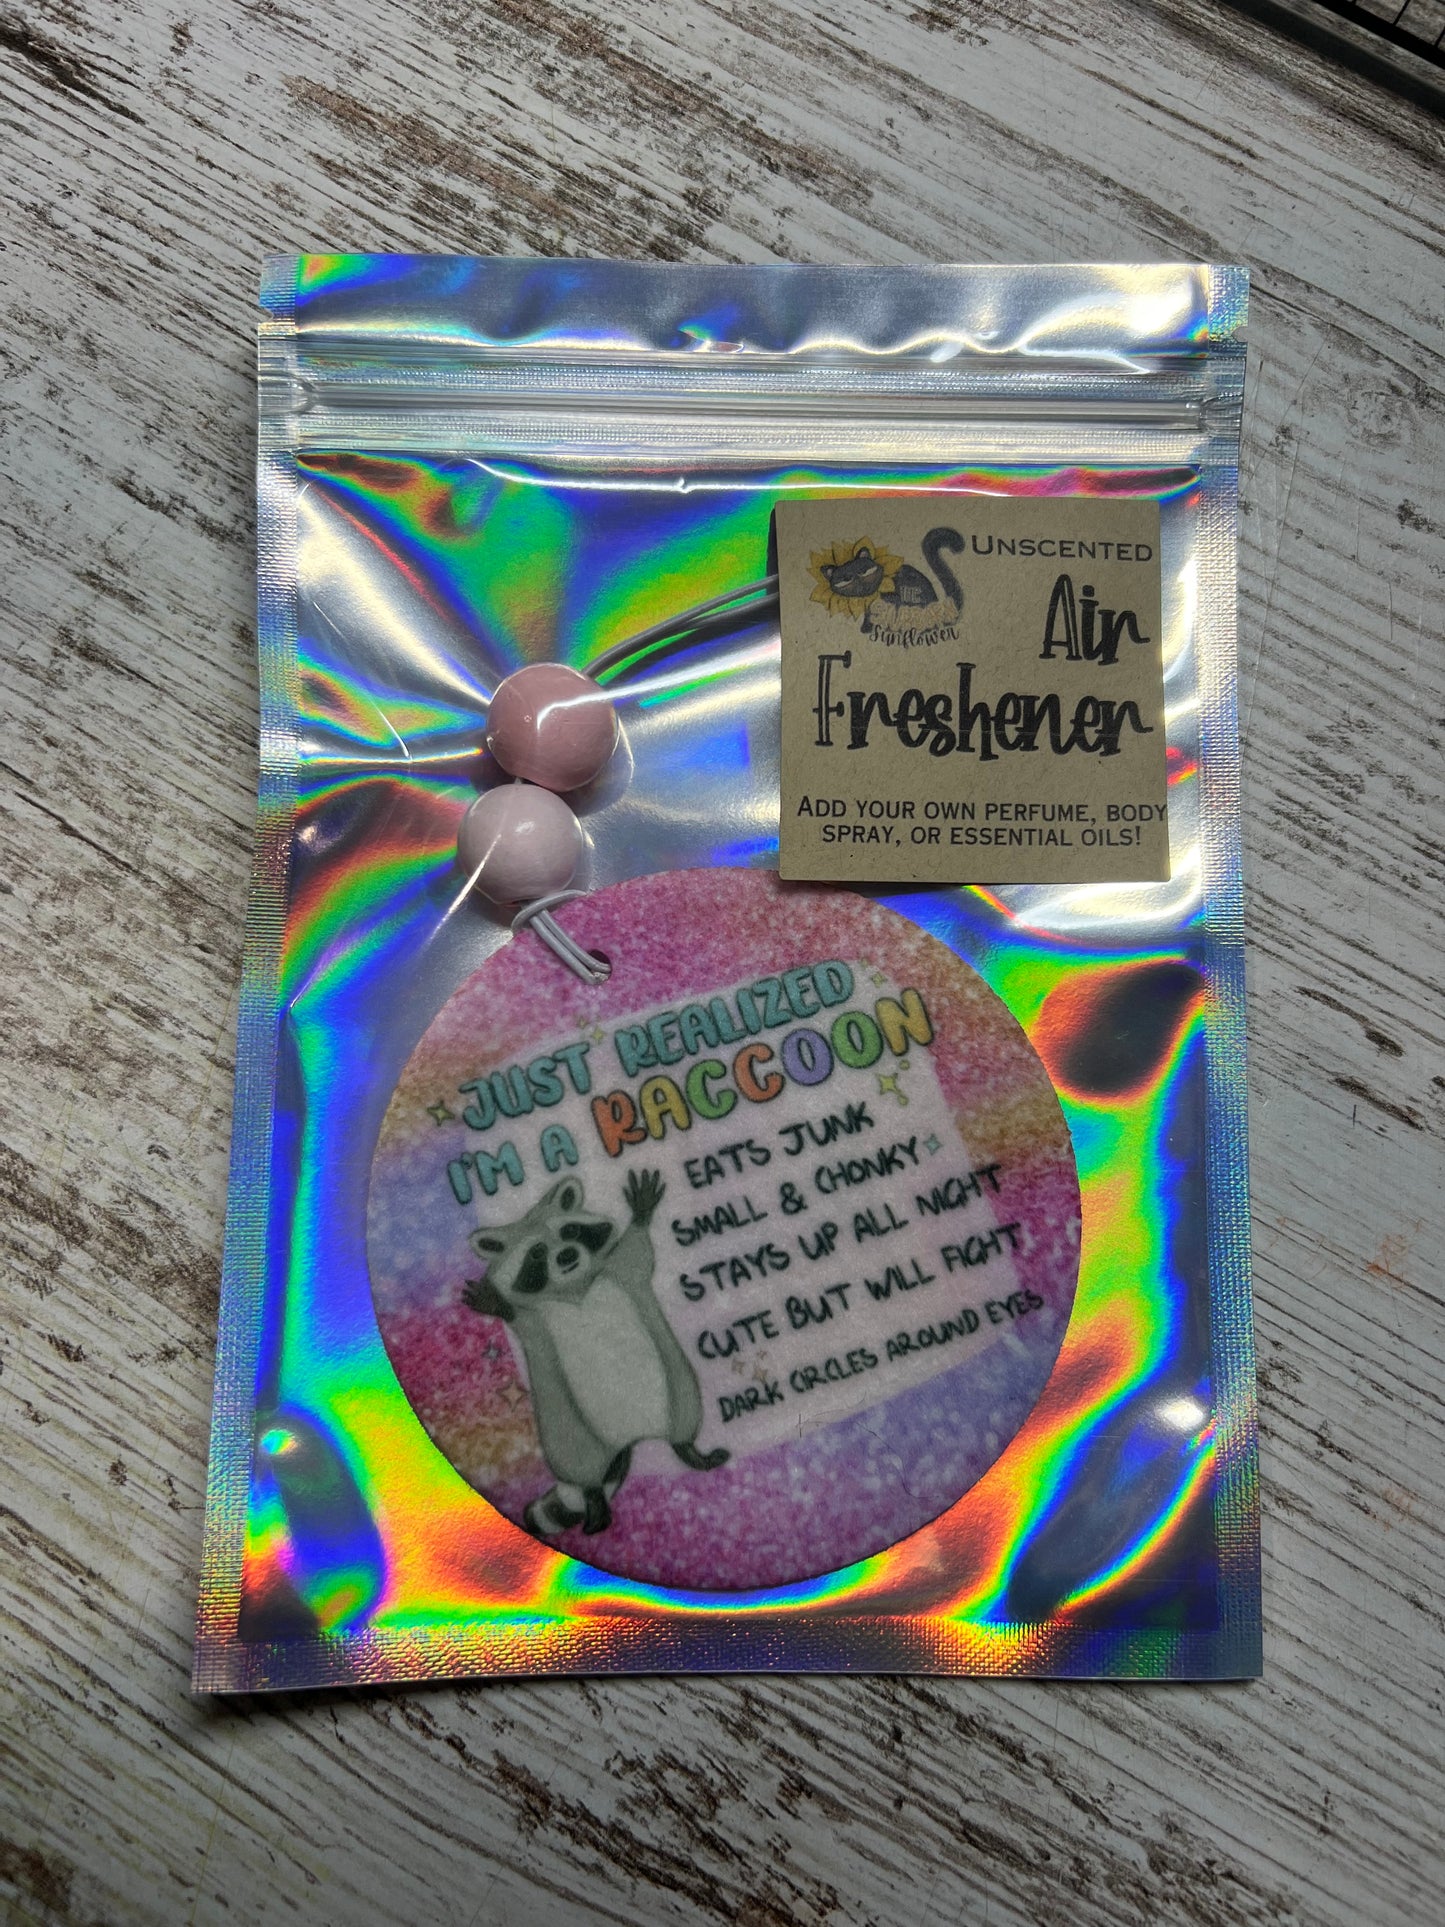 UNSCENTED
Sunflower
Air
Freshener
ADD YOUR OWN PERFUME, BODY
SPRAY, OR ESSENTIAL OILS!
JUST REALIZED
I'M A RACCOON
EATS JUNK
SMALL & CHONKY
STAYS UP ALL NIGHT
CUTE BUT WILL FIGHT
DARK CIRCLES AROUND EYES